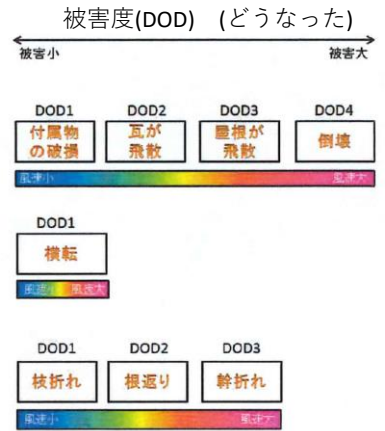 被害度(DOD) (どうなった)
被害小 被害大
DOD1 DOD2 DOD3 DOD4
付属物の破損 瓦が飛散 屋根が飛散 倒壊
風速小 風速大
DOD1
横転
風速小 風速大
DOD1 DOD2 DOD3
枝折れ 根返り 幹折れ
風速小 風速大